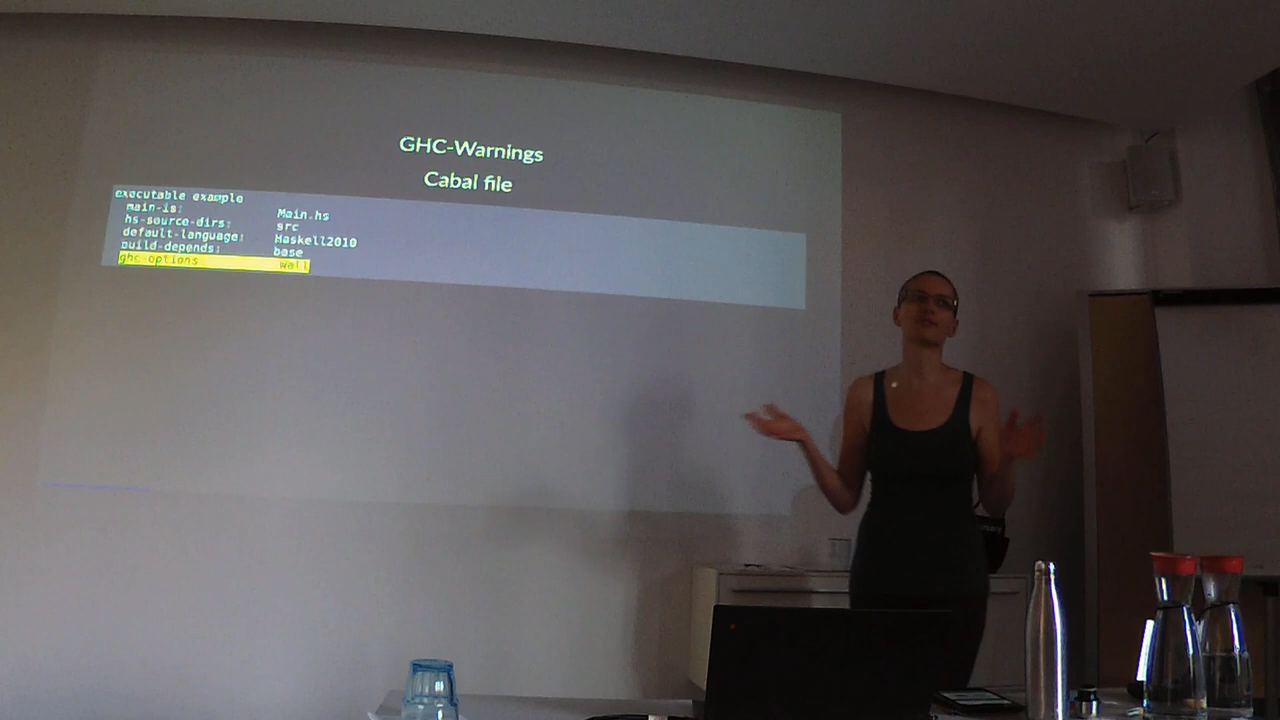 GHC-Warnings
Cabal file
executable example
main-is: Main.hs
hs-source-dirs: src
default-language: Haskell2010
build-depends: base
ghc-options wall